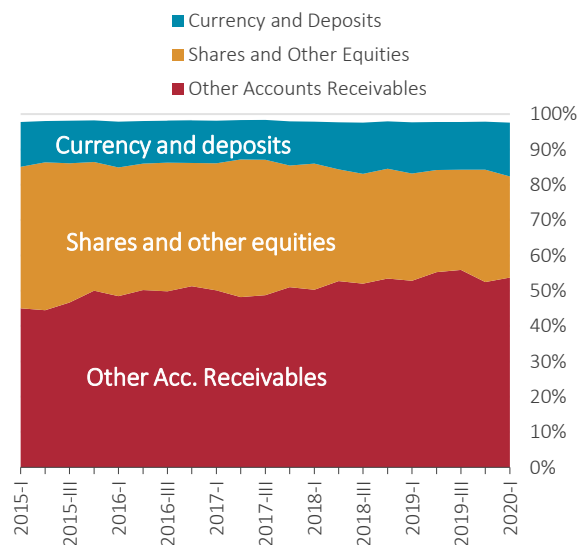 Currency and Deposits
Shares and Other Equities
Other Accounts Receivables
Currency and deposits
Shares and other equities
Other Acc. Receivables
100%
90%
80%
70%
60%
50%
40%
30%
20%
10%
0%
2015-I
2015-III
2016-I
2016-III
2017-I
2017-III
2018-I
2018-III
2019-I
2019-III
2020-I